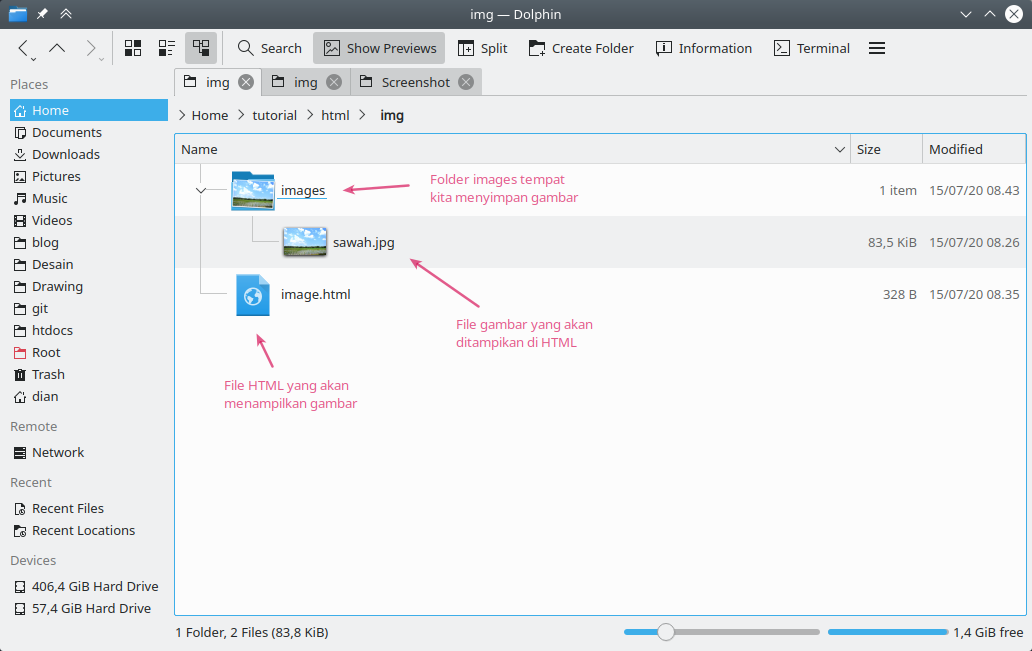 img — Dolphin
Search
Show Previews
Split
Create Folder
Information
Terminal
Places
Home
Documents
Downloads
Pictures
Music
Videos
blog
Desain
Drawing
git
htdocs
Root
Trash
dian
Remote
Network
Recent
Recent Files
Recent Locations
Devices
406,4 GiB Hard Drive
57,4 GiB Hard Drive
img
img
Screenshot
Home > tutorial > html > img
Name Size Modified
images 1 item 15/07/20 08.43
Folder images tempat
kita menyimpan gambar
sawah.jpg 83,5 KiB 15/07/20 08.26
image.html 328 B 15/07/20 08.35
File gambar yang akan
ditampikan di HTML
File HTML yang akan
menampilkan gambar
1 Folder, 2 Files (83,8 KiB)
1,4 GiB free